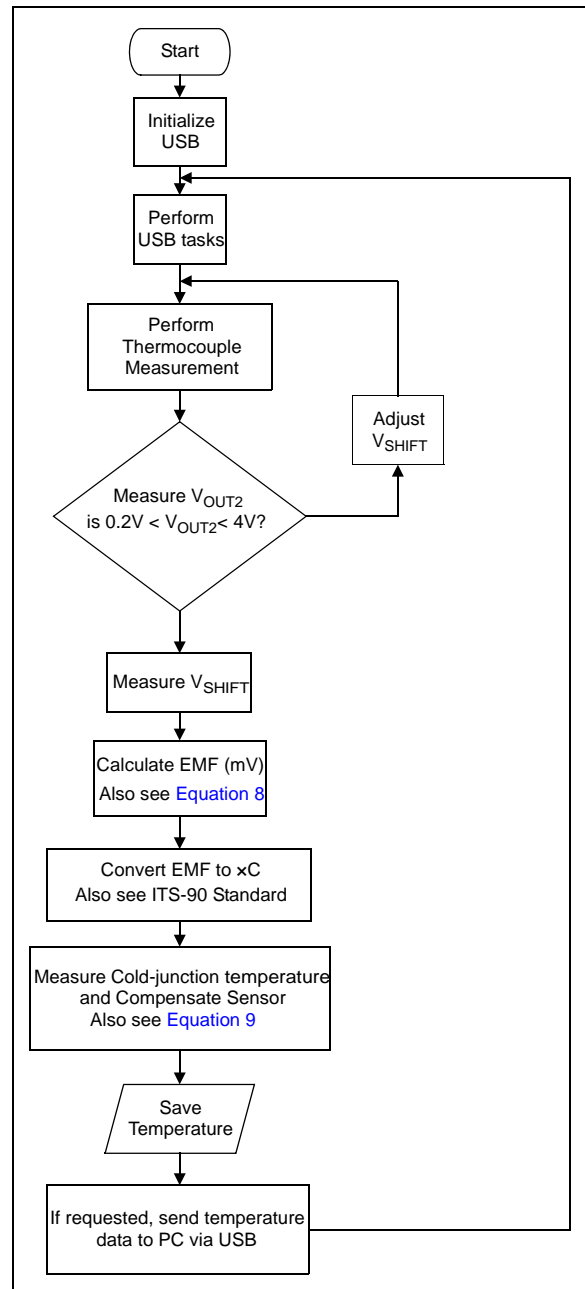 Start
Initialize
USB
Perform
USB tasks
Perform
Thermocouple
Measurement
Adjust
VSHIFT
Measure VOUT2
is 0.2V < VOUT2< 4V?
Measure VSHIFT
Calculate EMF (mV)
Also see Equation 8
Convert EMF to ×C
Also see ITS-90 Standard
Measure Cold-junction temperature
and Compensate Sensor
Also see Equation 9
Save
Temperature
If requested, send temperature
data to PC via USB